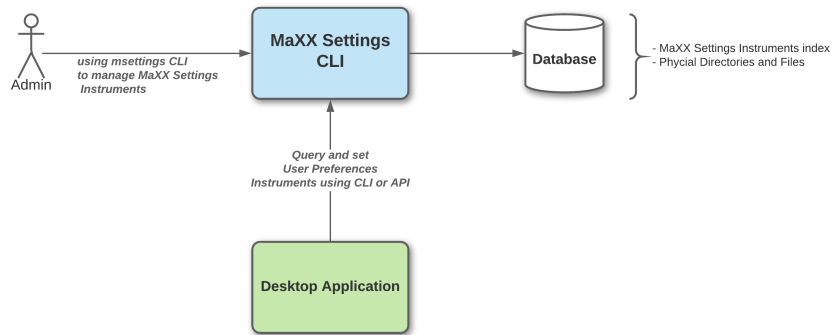 MaXX Settings
CLI
Database
- MaXX Settings Instruments index
- Phycial Directories and Files
using msettings CLI
to manage MaXX Settings
Instruments
Admin
Query and set
User Preferences
Instruments using CLI or API
Desktop Application